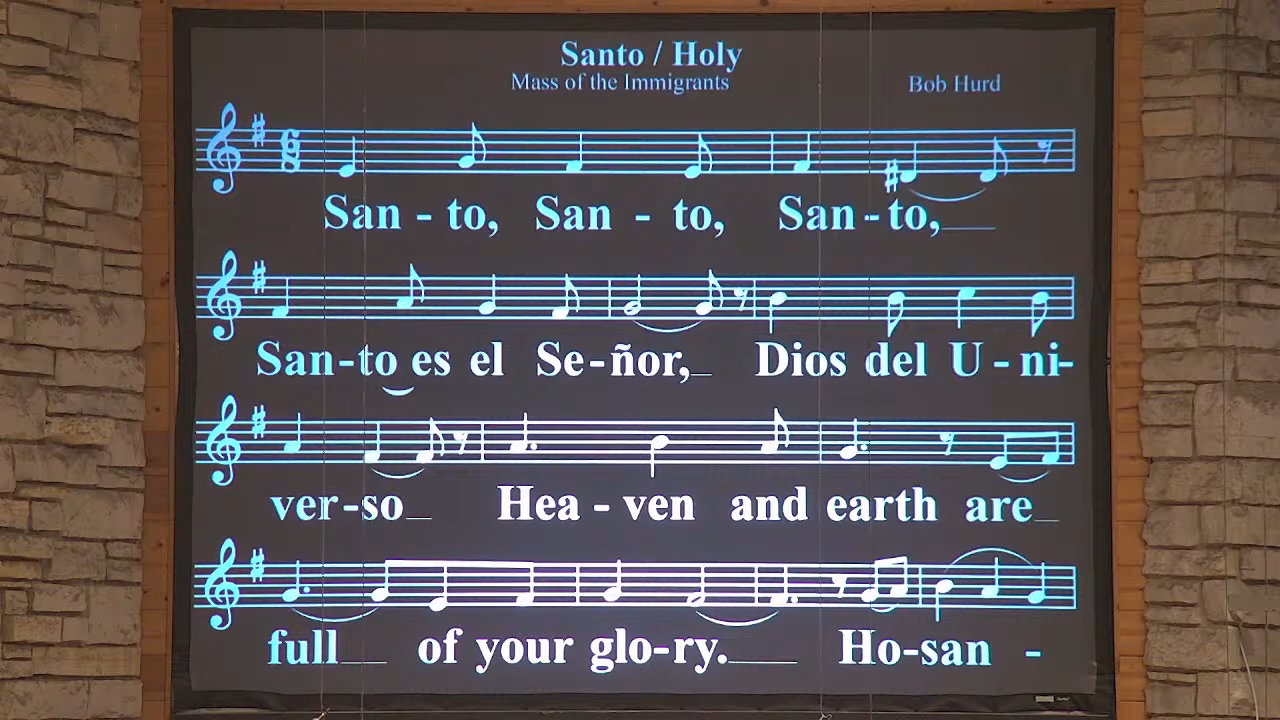 Santo / Holy
Mass of the Immigrants
Bob Hurd
San - to, San - to, San - to,
San-to es el Se-ñor, Dios del U - ni-
ver-so Hea - ven and earth are
full of your glo-ry. Ho-san -